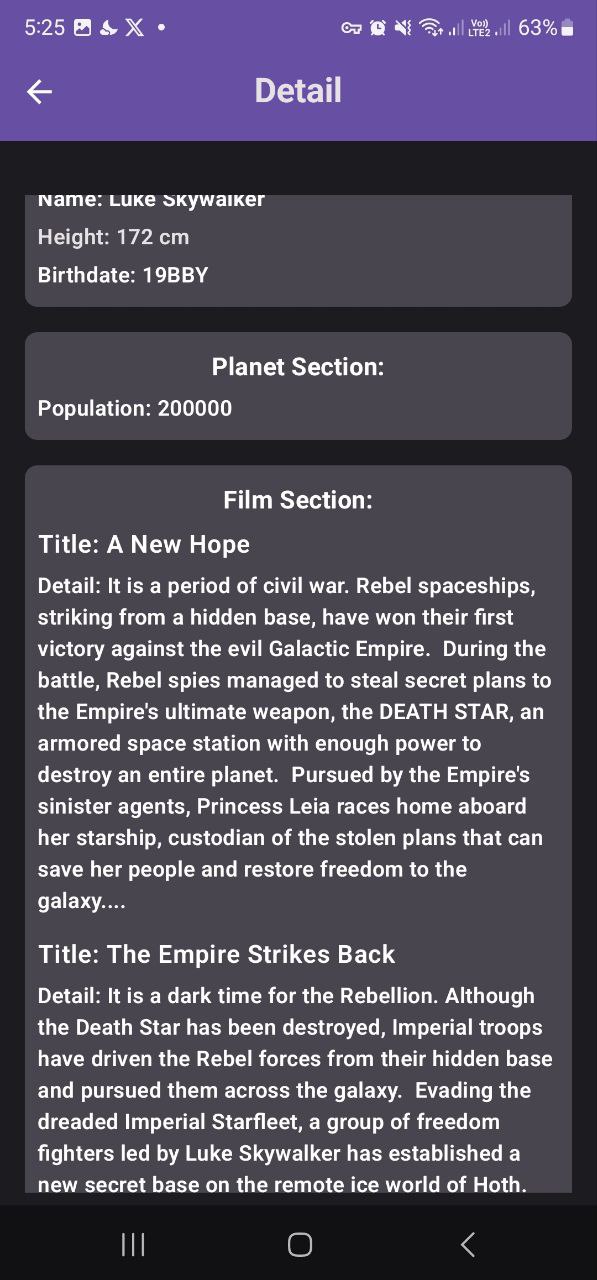 5:25
Vo))
LTE2
63%
Detail
Name: Luke Skywalker
Height: 172 cm
Birthdate: 19BBY
Planet Section:
Population: 200000
Film Section:
Title: A New Hope
Detail: It is a period of civil war. Rebel spaceships,
striking from a hidden base, have won their first
victory against the evil Galactic Empire.  During the
battle, Rebel spies managed to steal secret plans to
the Empire's ultimate weapon, the DEATH STAR, an
armored space station with enough power to
destroy an entire planet.  Pursued by the Empire's
sinister agents, Princess Leia races home aboard
her starship, custodian of the stolen plans that can
save her people and restore freedom to the
galaxy....
Title: The Empire Strikes Back
Detail: It is a dark time for the Rebellion. Although
the Death Star has been destroyed, Imperial troops
have driven the Rebel forces from their hidden base
and pursued them across the galaxy.  Evading the
dreaded Imperial Starfleet, a group of freedom
fighters led by Luke Skywalker has established a
new secret base on the remote ice world of Hoth.